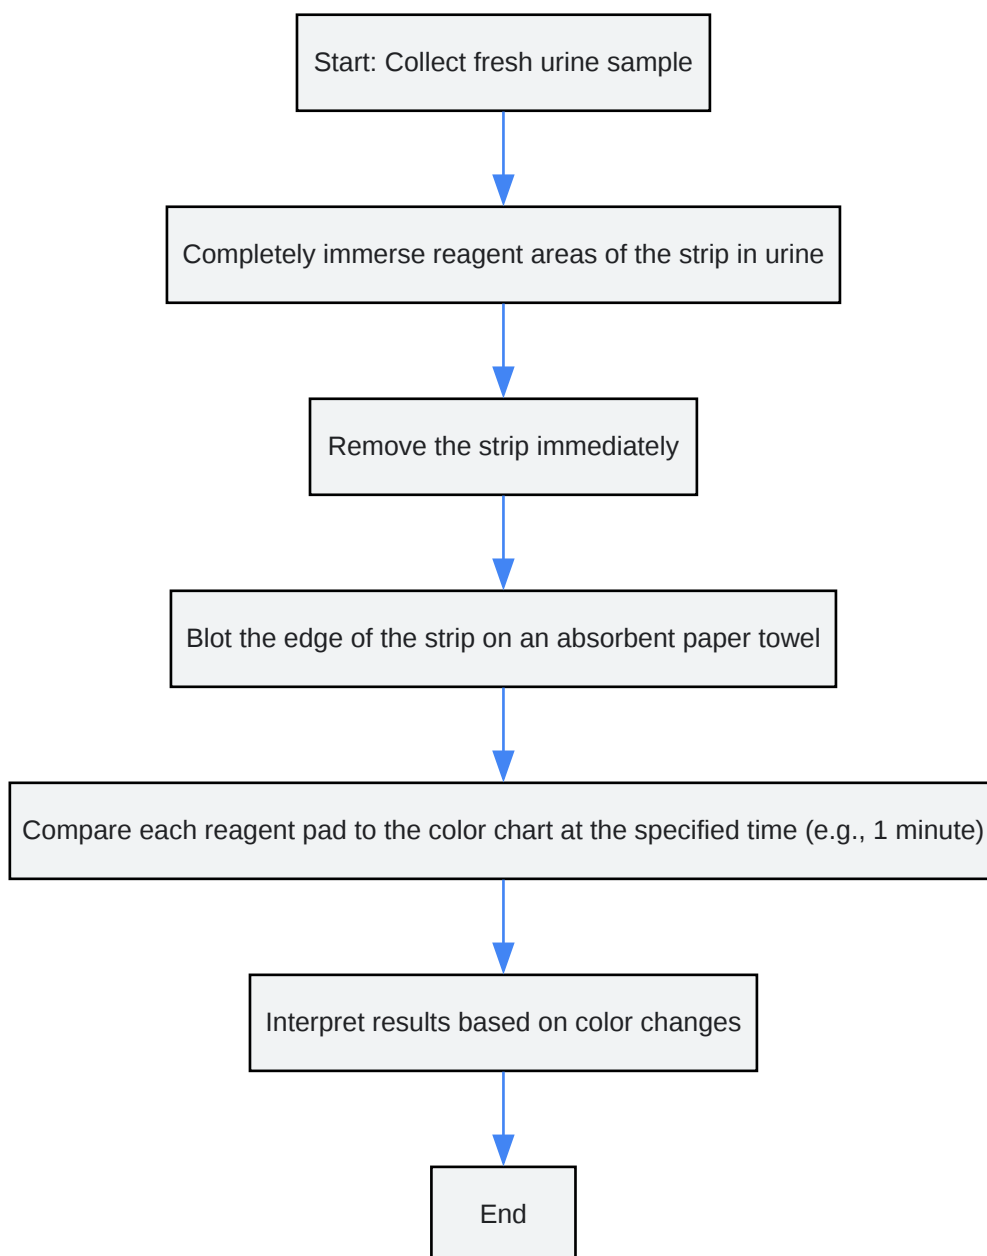 Start: Collect fresh urine sample
Completely immerse reagent areas of the strip in urine
Remove the strip immediately
Blot the edge of the strip on an absorbent paper towel
Compare each reagent pad to the color chart at the specified time (e.g., 1 minute)
Interpret results based on color changes
End